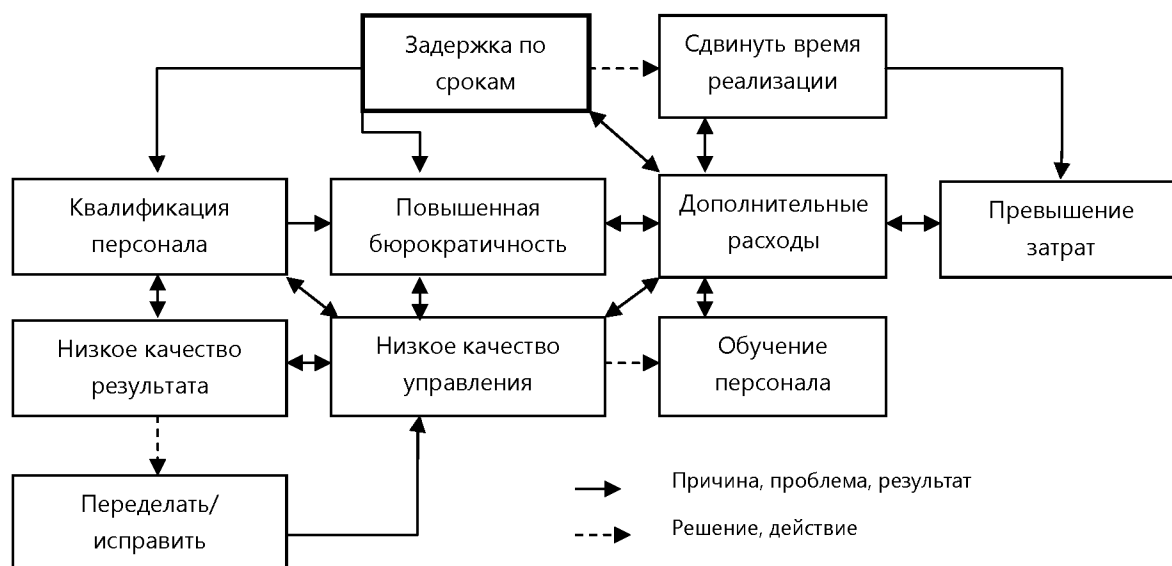 Задержка по
срокам
Сдвинуть время
реализации
Квалификация
персонала
Повышенная
бюрократичность
Дополнительные
расходы
Превышение
затрат
Низкое качество
результата
Низкое качество
управления
Обучение
персонала
Переделать/
исправить
Причина, проблема, результат
Решение, действие